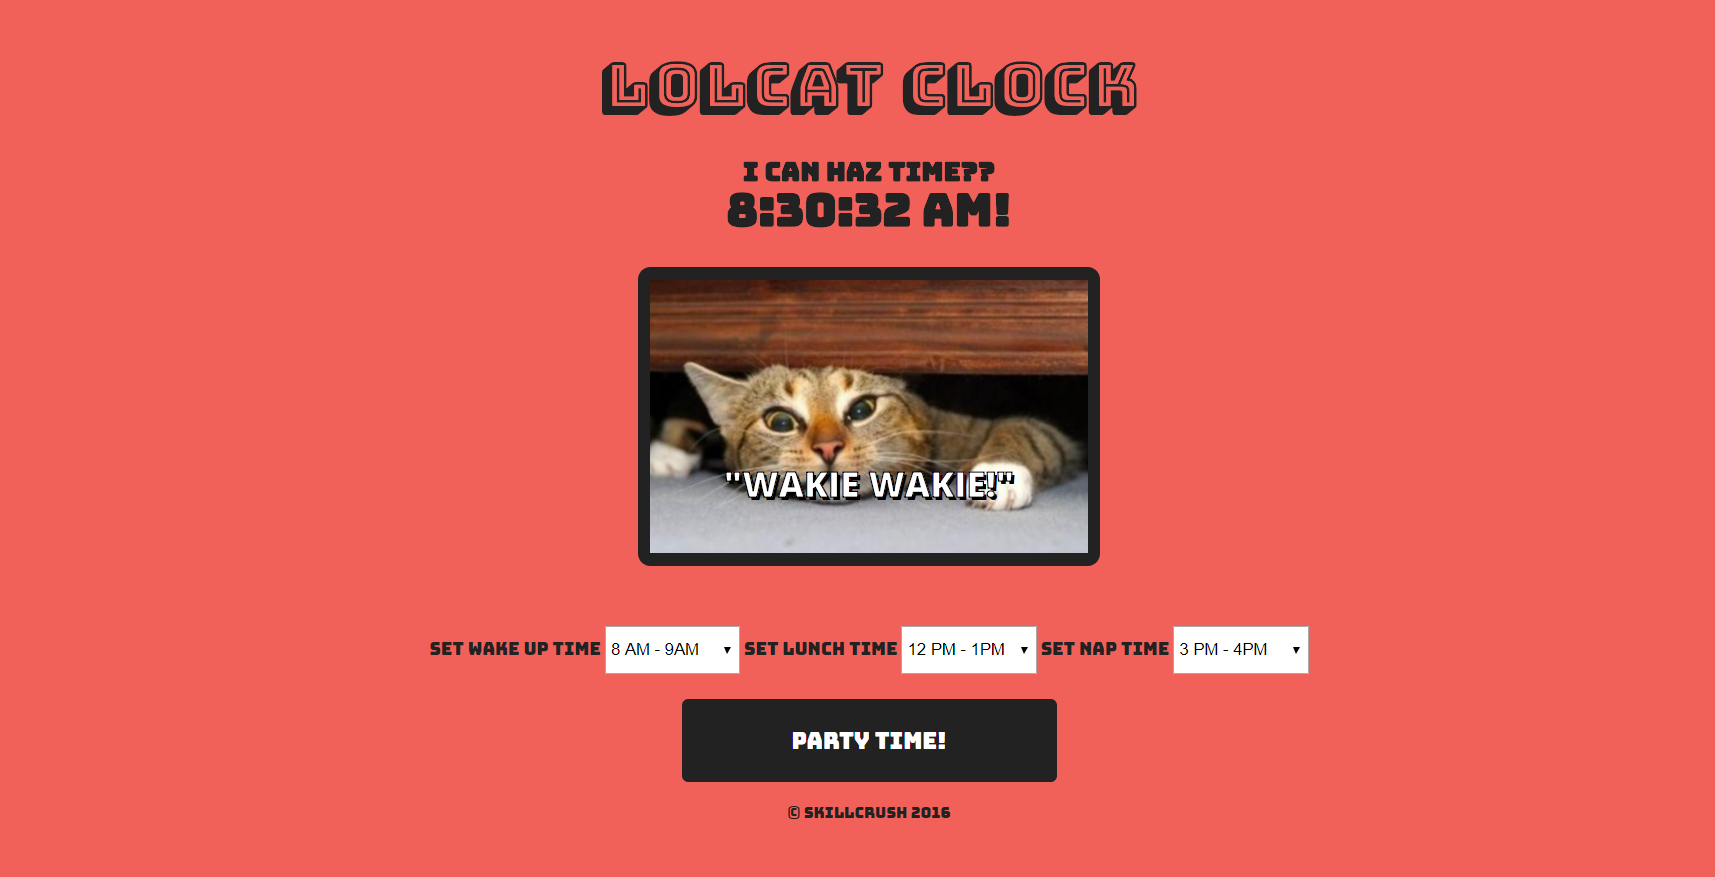 LOLCAT CLOCK
I CAN HAZ TIME??
8:30:32 AM!
"WAKIE WAKIE!"
SET WAKE UP TIME 8 AM - 9AM SET LUNCH TIME 12 PM - 1PM SET NAP TIME 3 PM - 4PM
PARTY TIME!
© SKILLCRUSH 2016